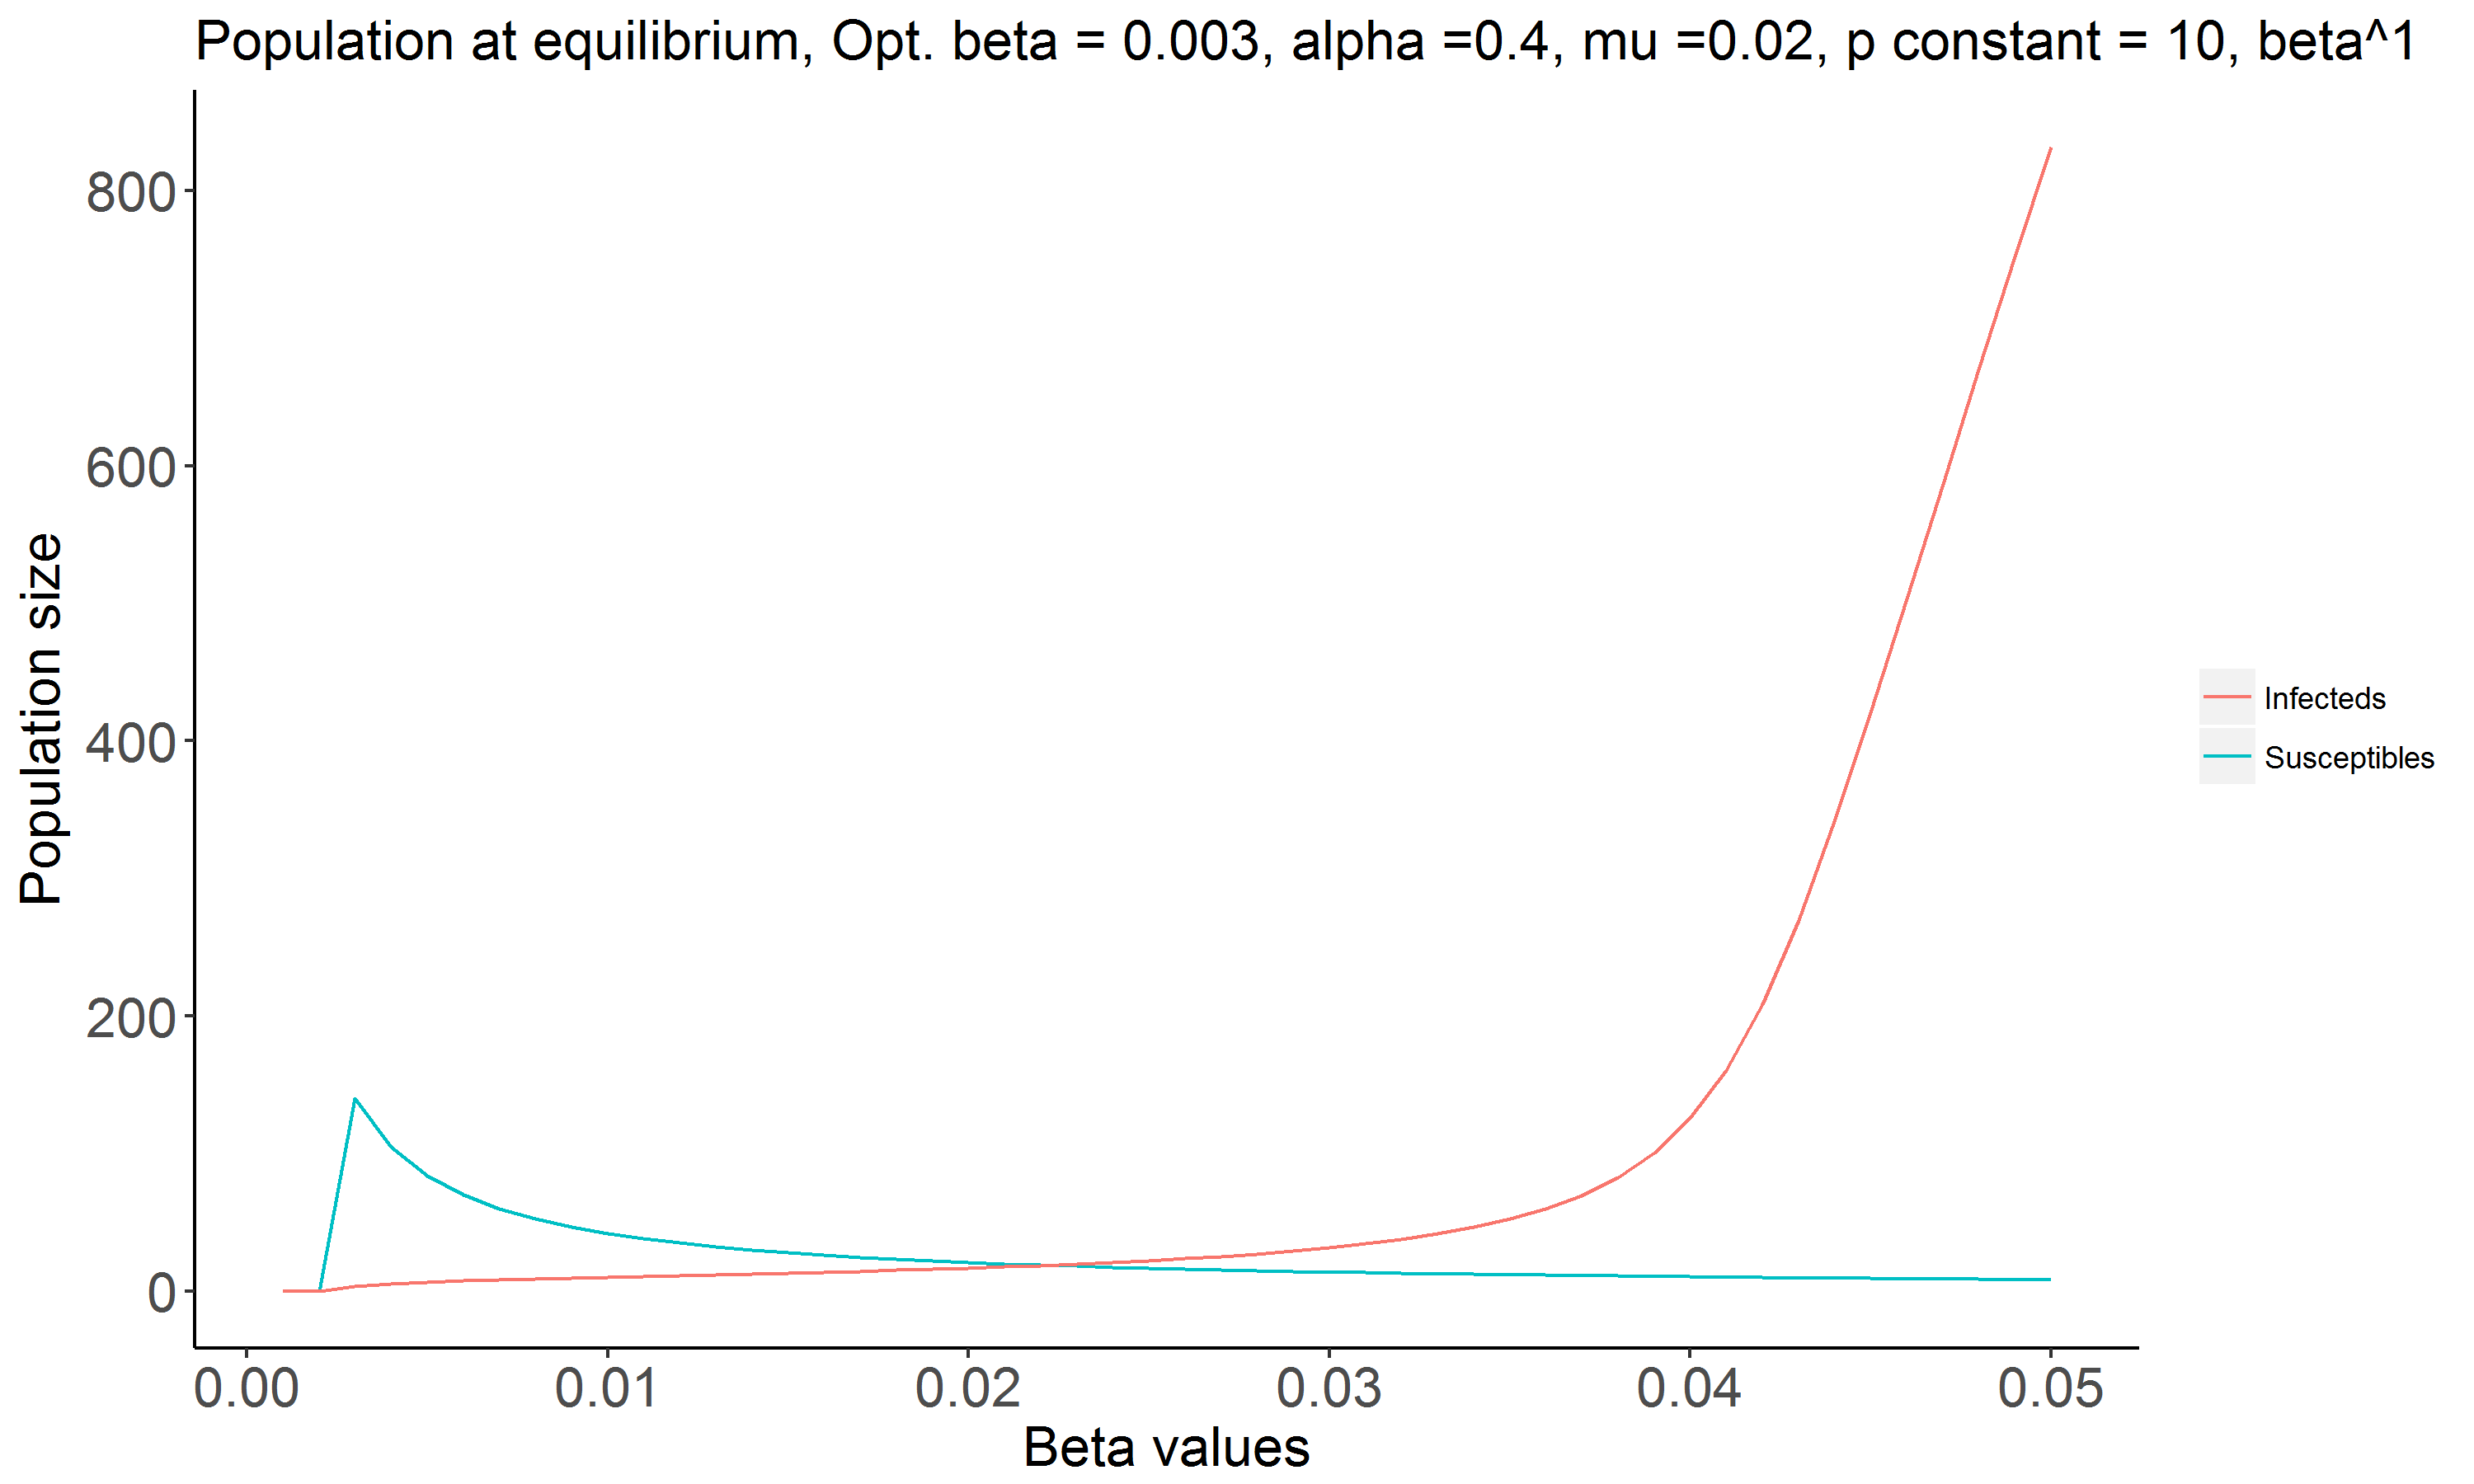 Population at equilibrium, Opt. beta = 0.003, alpha =0.4, mu =0.02, p constant = 10, beta^1
800
600
400
200
0
Population size
0.00 0.01 0.02 0.03 0.04 0.05
Beta values
Infecteds
Susceptibles